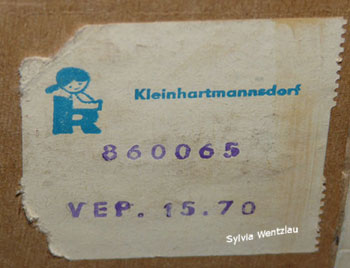 Kleinhartmannsdorf
R
860065
VEP. 15.70
Sylvia Wentzlau